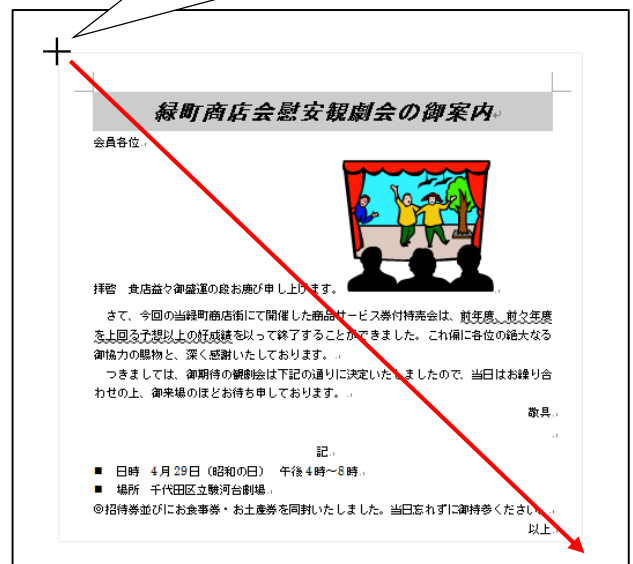 緑町商店会慰安観劇会の御案内
会員各位
拝啓　貴店益々御盛運の段お慶び申し上げます。
さて、今回の当緑町商店街にて開催した商品サービス券付特売会は、前年度、前々年度
を上回る予想以上の好成績を以って終了することができました。これ偏に各位の絶大なる
御協力の賜物と、深く感謝いたしております。
つきましては、御期待の観劇会は下記の通りに決定いたしましたので、当日はお繰り合
わせの上、御来場のほどお待ち申しております。
敬具
記
■　日時　4月29日（昭和の日）　午後4時～8時
■　場所　千代田区立駿河台劇場
◎招待券並びにお食事券・お土産券を同封いたしました。当日忘れずに御持参ください。
以上